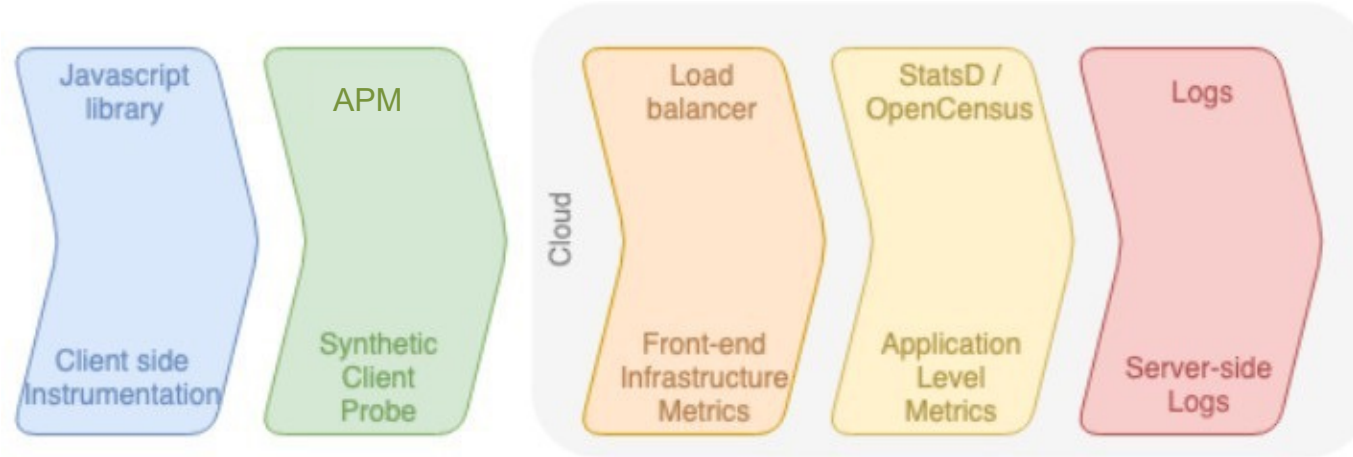 Javascript
library
Client side
Instrumentation
APM
Synthetic
Client
Probe
Cloud
Load
balancer
Front-end
Infrastructure
Metrics
StatsD /
OpenCensus
Application
Level
Metrics
Logs
Server-side
Logs